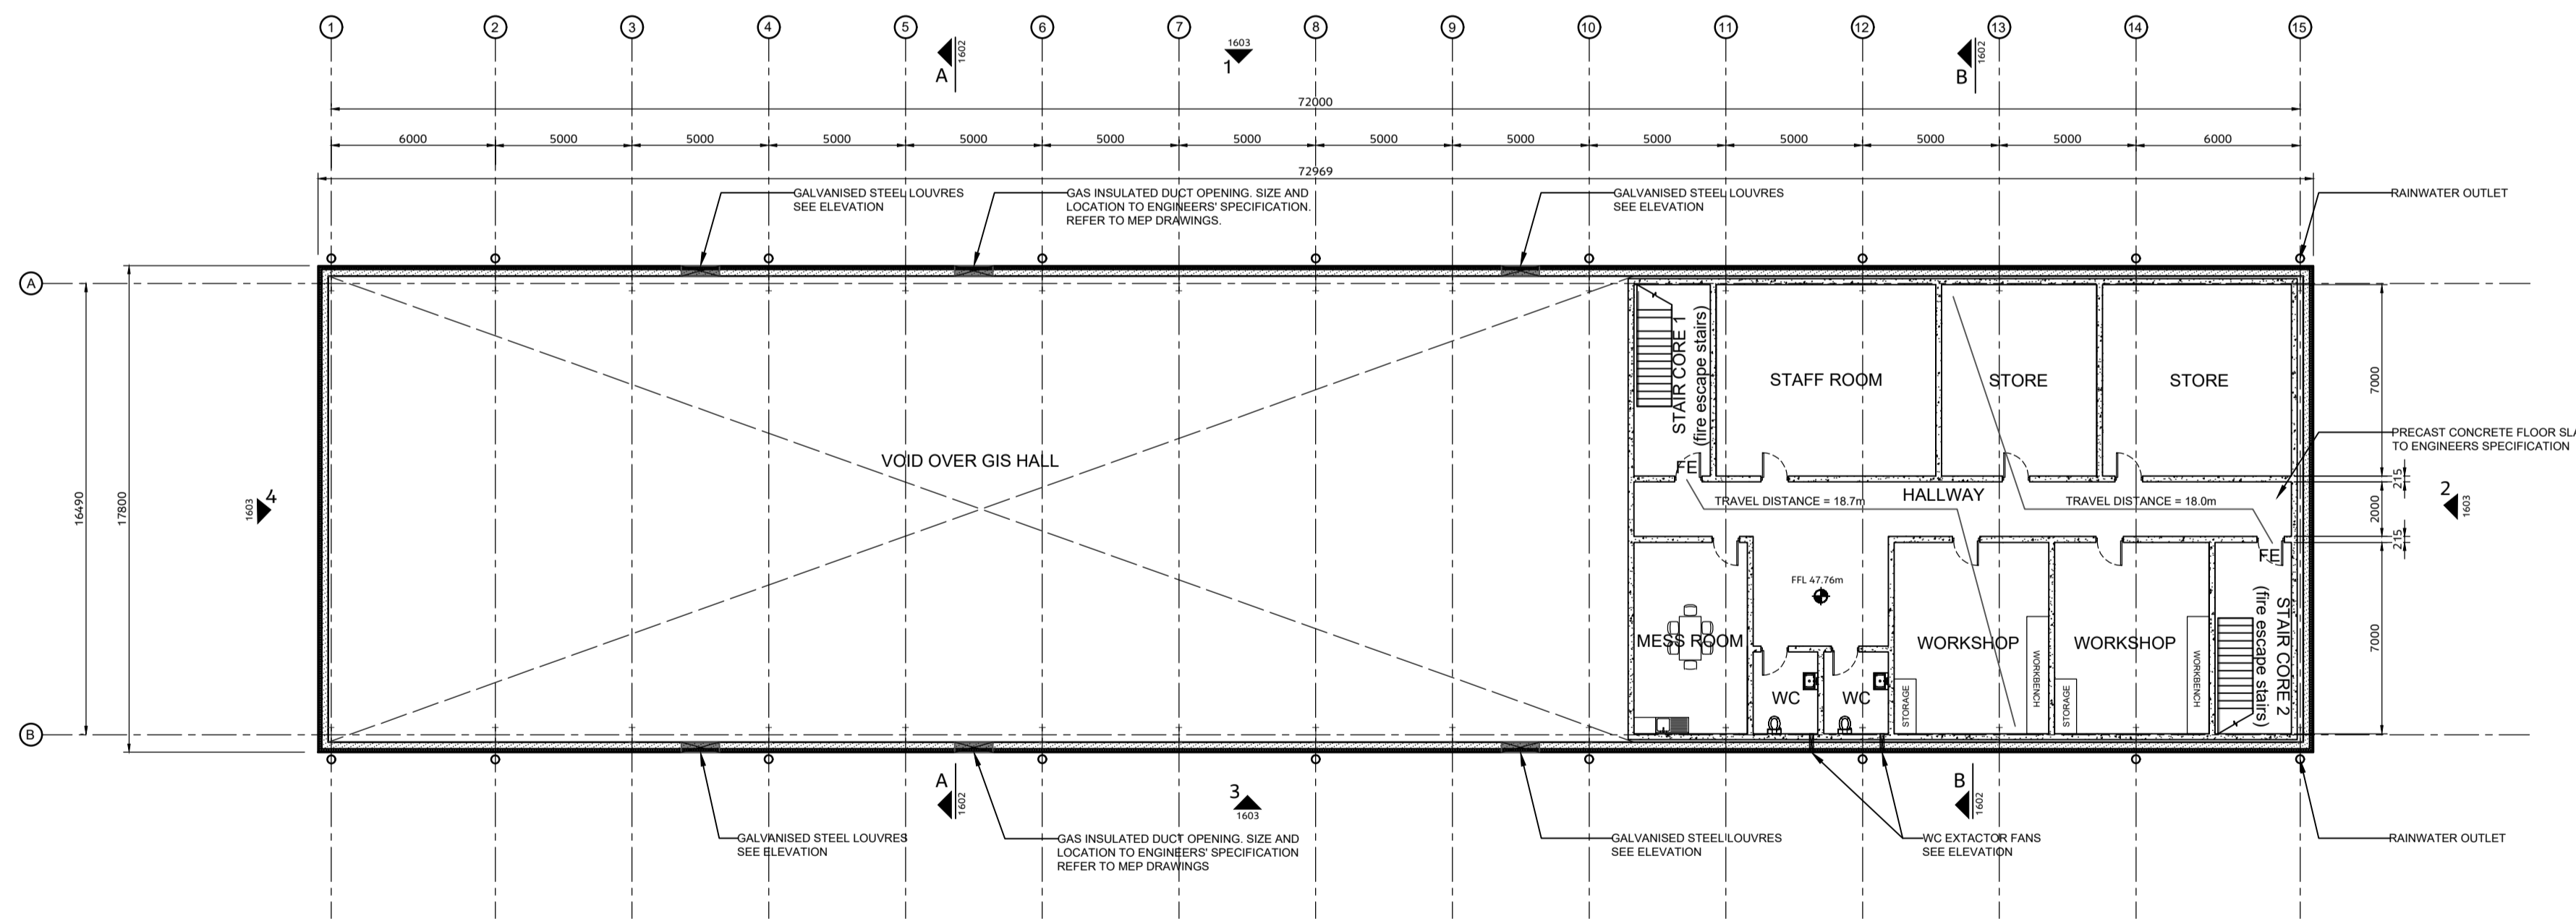 1 2 3 4 5 6 7 8 9 10 11 12 13 14 15
1602
A
1603
1
1602
B
72000
6000 5000 5000 5000 5000 5000 5000 5000 5000 5000 5000 5000 5000 6000
72969
GALVANISED STEEL LOUVRES
SEE ELEVATION
GAS INSULATED DUCT OPENING. SIZE AND
LOCATION TO ENGINEERS' SPECIFICATION.
REFER TO MEP DRAWINGS.
GALVANISED STEEL LOUVRES
SEE ELEVATION
RAINWATER OUTLET
A
16490
17800
1603
4
VOID OVER GIS HALL
STAIR CORE 1
(fire escape stairs)
STAFF ROOM
STORE
STORE
7000
PRECAST CONCRETE FLOOR SLA
TO ENGINEERS SPECIFICATION
FE
HALLWAY
TRAVEL DISTANCE = 18.7m
TRAVEL DISTANCE = 18.0m
215
2000
215
2
1603
FE
FFL 47.76m
MESS ROOM
WC
WC
WORKSHOP
STORAGE
WORKBENCH
WORKSHOP
STORAGE
WORKBENCH
STAIR CORE 2
(fire escape stairs)
7000
B
A
1602
3
1603
B
1602
GALVANISED STEEL LOUVRES
SEE ELEVATION
GAS INSULATED DUCT OPENING. SIZE AND
LOCATION TO ENGINEERS' SPECIFICATION
REFER TO MEP DRAWINGS
GALVANISED STEEL LOUVRES
SEE ELEVATION
WC EXTACTOR FANS
SEE ELEVATION
RAINWATER OUTLET